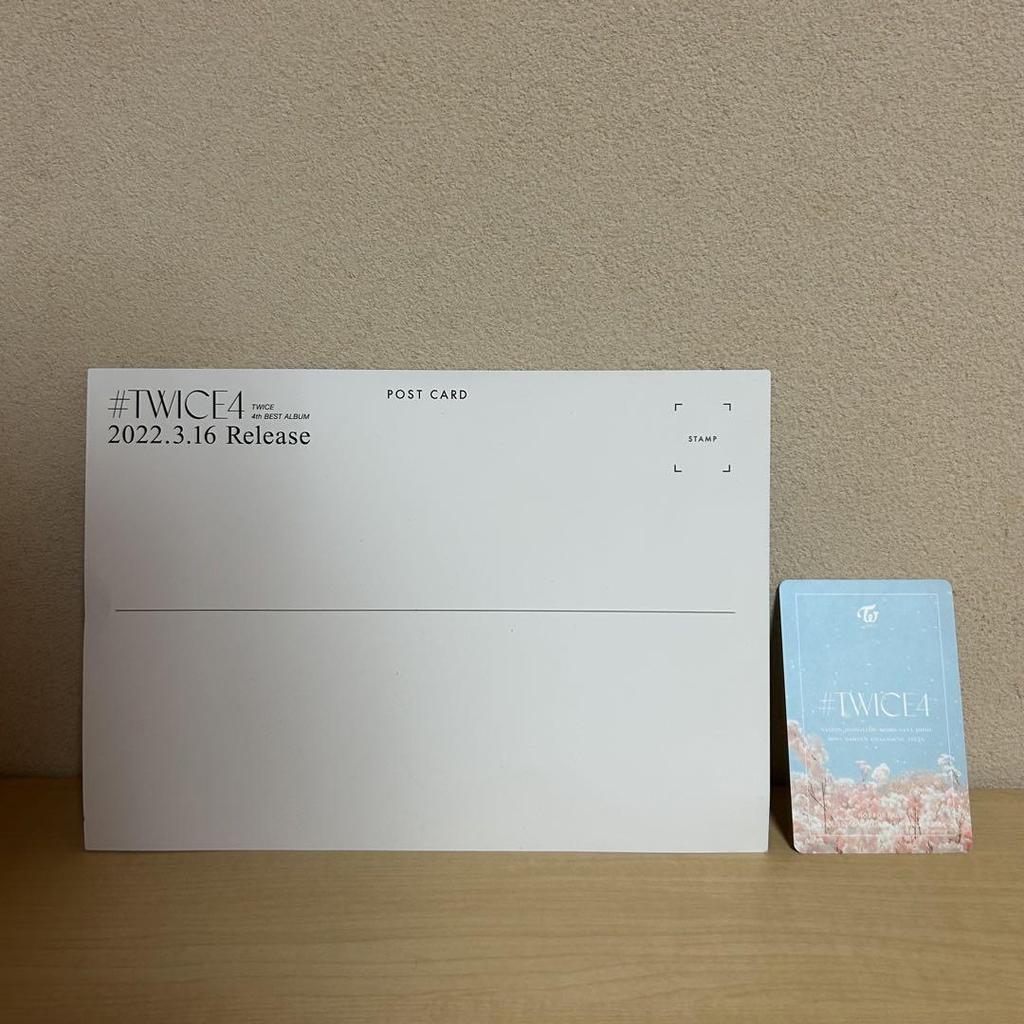 #TWICE4 TWICE
4th BEST ALBUM
2022.3.16 Release
POST CARD
STAMP
#TWICE4